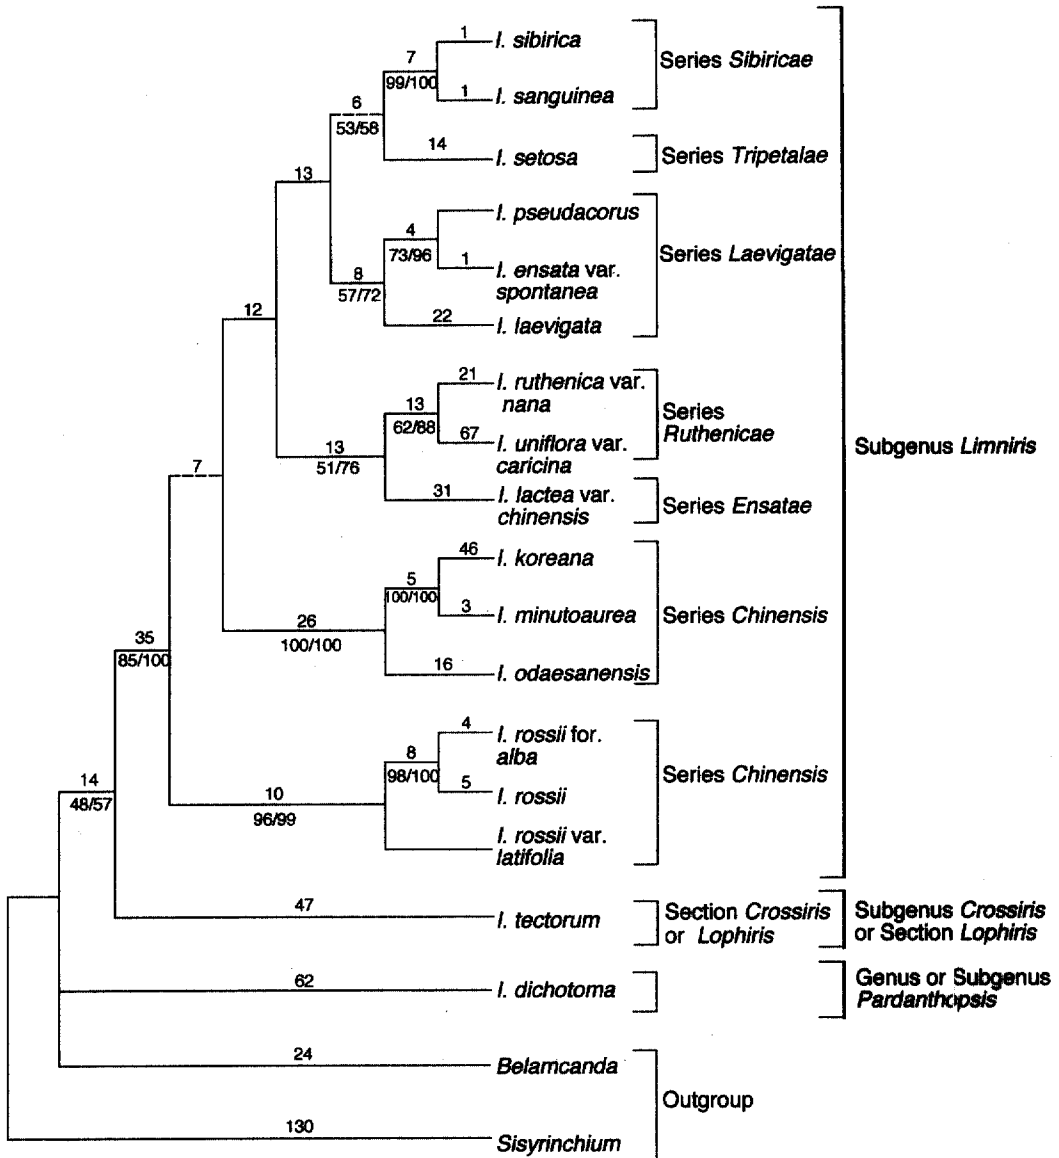 1
I. sibirica
7
99/100
Series Sibiricae
1
I. sanguinea
6
53/58
14
I. setosa
Series Tripetalae
13
I. pseudacorus
4
73/96
Series Laevigatae
1
I. ensata var.
spontanea
8
57/72
22
I. laevigata
12
21
I. ruthenica var.
nana
13
62/88
Series
Ruthenicae
67
I. uniflora var.
caricina
13
51/76
31
I. lactea var.
chinensis
Series Ensatae
Subgenus Limniris
7
46
I. koreana
5
100/100
3
I. minutoaurea
Series Chinensis
26
100/100
16
I. odaesanensis
35
85/100
4
I. rossii for.
alba
8
98/100
5
I. rossii
Series Chinensis
10
96/99
I. rossii var.
latifolia
14
48/57
47
I. tectorum
Section Crossiris
or Lophiris
Subgenus Crossiris
or Section Lophiris
62
I. dichotoma
Genus or Subgenus
Pardanthopsis
24
Belamcanda
Outgroup
130
Sisyrinchium